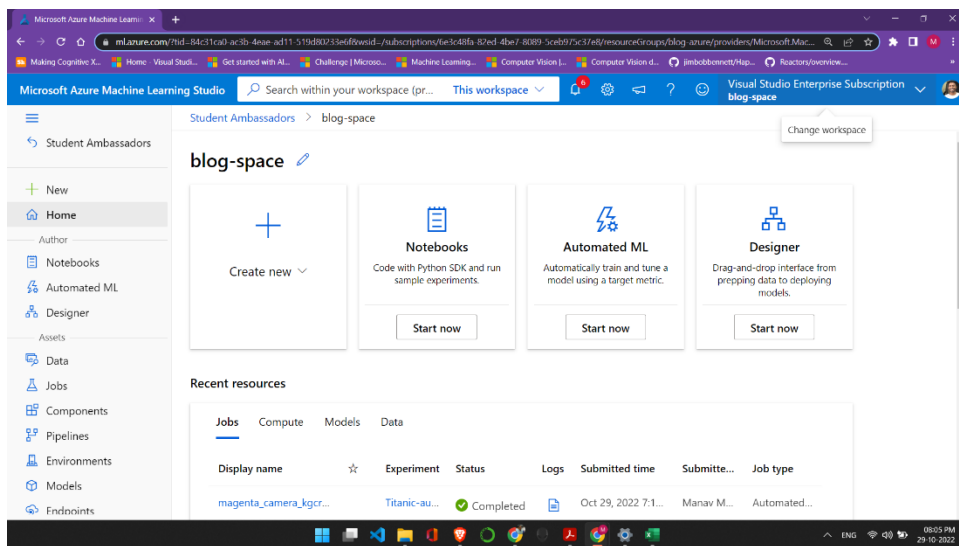 Microsoft Azure Machine Learnin
ml.azure.com/?tid=84c31ca0-ac3b-4eae-ad11-519d80233e6f&wsid=/subscriptions/6e3c48fa-82ed-4be7-8089-5ceb975c37e8/resourceGroups/blog-azure/providers/Microsoft.Mac...
M
Making Cognitive X... Home - Visual Studi... Get started with AI... Challenge | Microso... Machine Learning... Computer Vision |... Computer Vision d... jimbobbennett/Hap... Reactors/overview....
Microsoft Azure Machine Learning Studio
Search within your workspace (pr... This workspace
6
Visual Studio Enterprise Subscription
blog-space
Change workspace
Student Ambassadors > blog-space
Student Ambassadors
blog-space
New
Home
Author
Notebooks
Automated ML
Designer
Assets
Data
Jobs
Components
Pipelines
Environments
Models
Endpoints
Create new
Notebooks
Code with Python SDK and run
sample experiments.
Start now
Automated ML
Automatically train and tune a
model using a target metric.
Start now
Designer
Drag-and-drop interface from
prepping data to deploying
models.
Start now
Recent resources
Jobs Compute Models Data
Display name Experiment Status Logs Submitted time Submitte... Job type
magenta_camera_kgcr... Titanic-au... Completed Oct 29, 2022 7:1... Manav M... Automated...
ENG
08:05 PM
29-10-2022